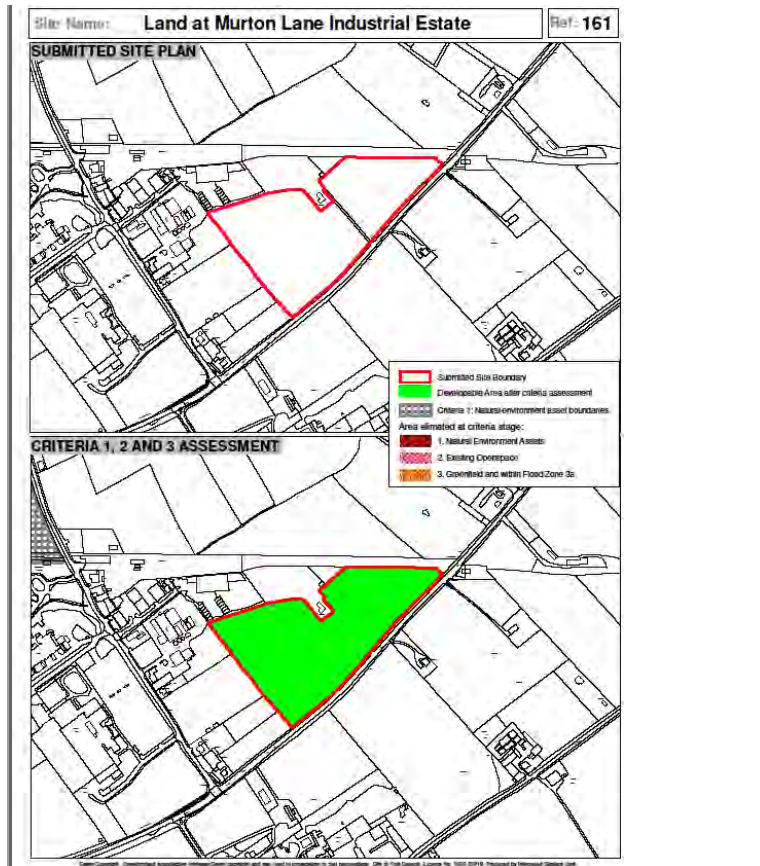 Site Name: Land at Murton Lane Industrial Estate Ref: 161
SUBMITTED SITE PLAN
Submitted Site Boundary
Developable Area after criteria assessment
Criteria 1: Natural environment asset boundaries
Area elimated at criteria stage:
1. Natural Environment Assets
2. Existing Openspace
3. Greenfield and within Flood Zone 3a
CRITERIA 1, 2 AND 3 ASSESSMENT